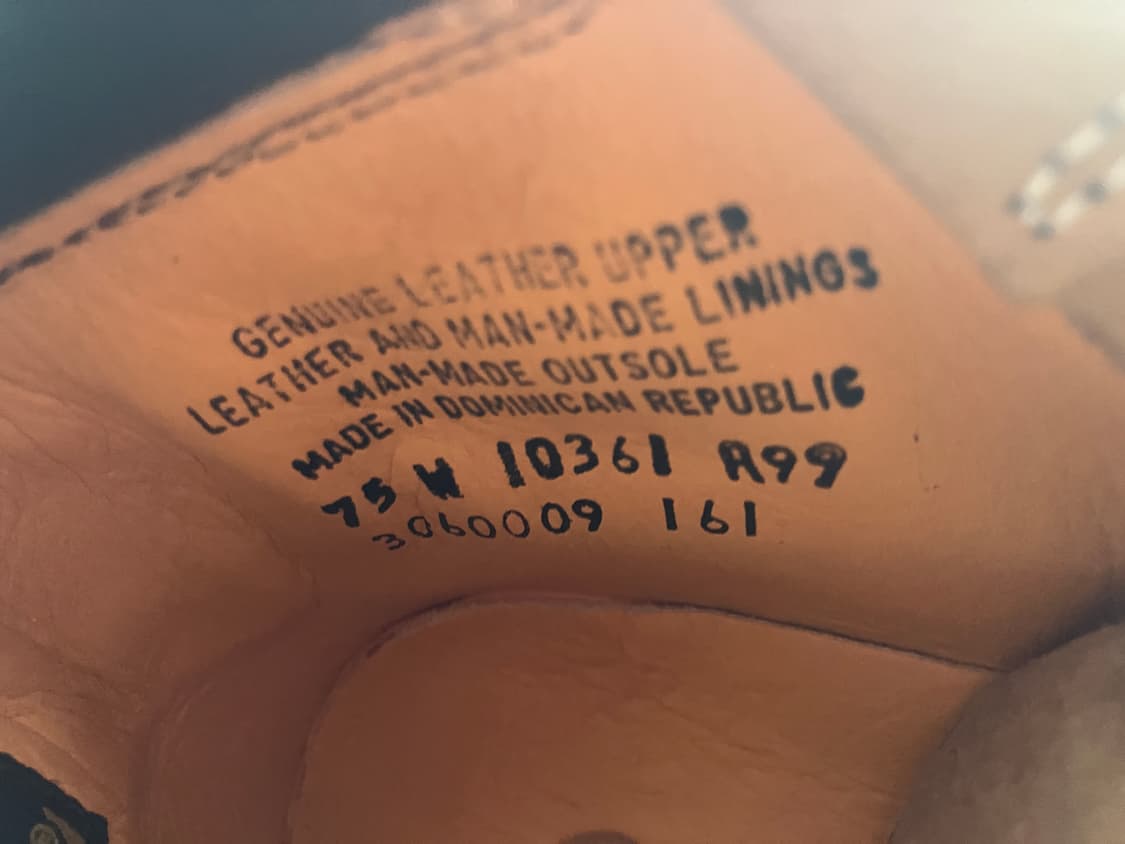 GENUINE LEATHER UPPER
LEATHER AND MAN-MADE LININGS
MAN-MADE OUTSOLE
MADE IN DOMINICAN REPUBLIC
75 W 10361 A99
3060009 161